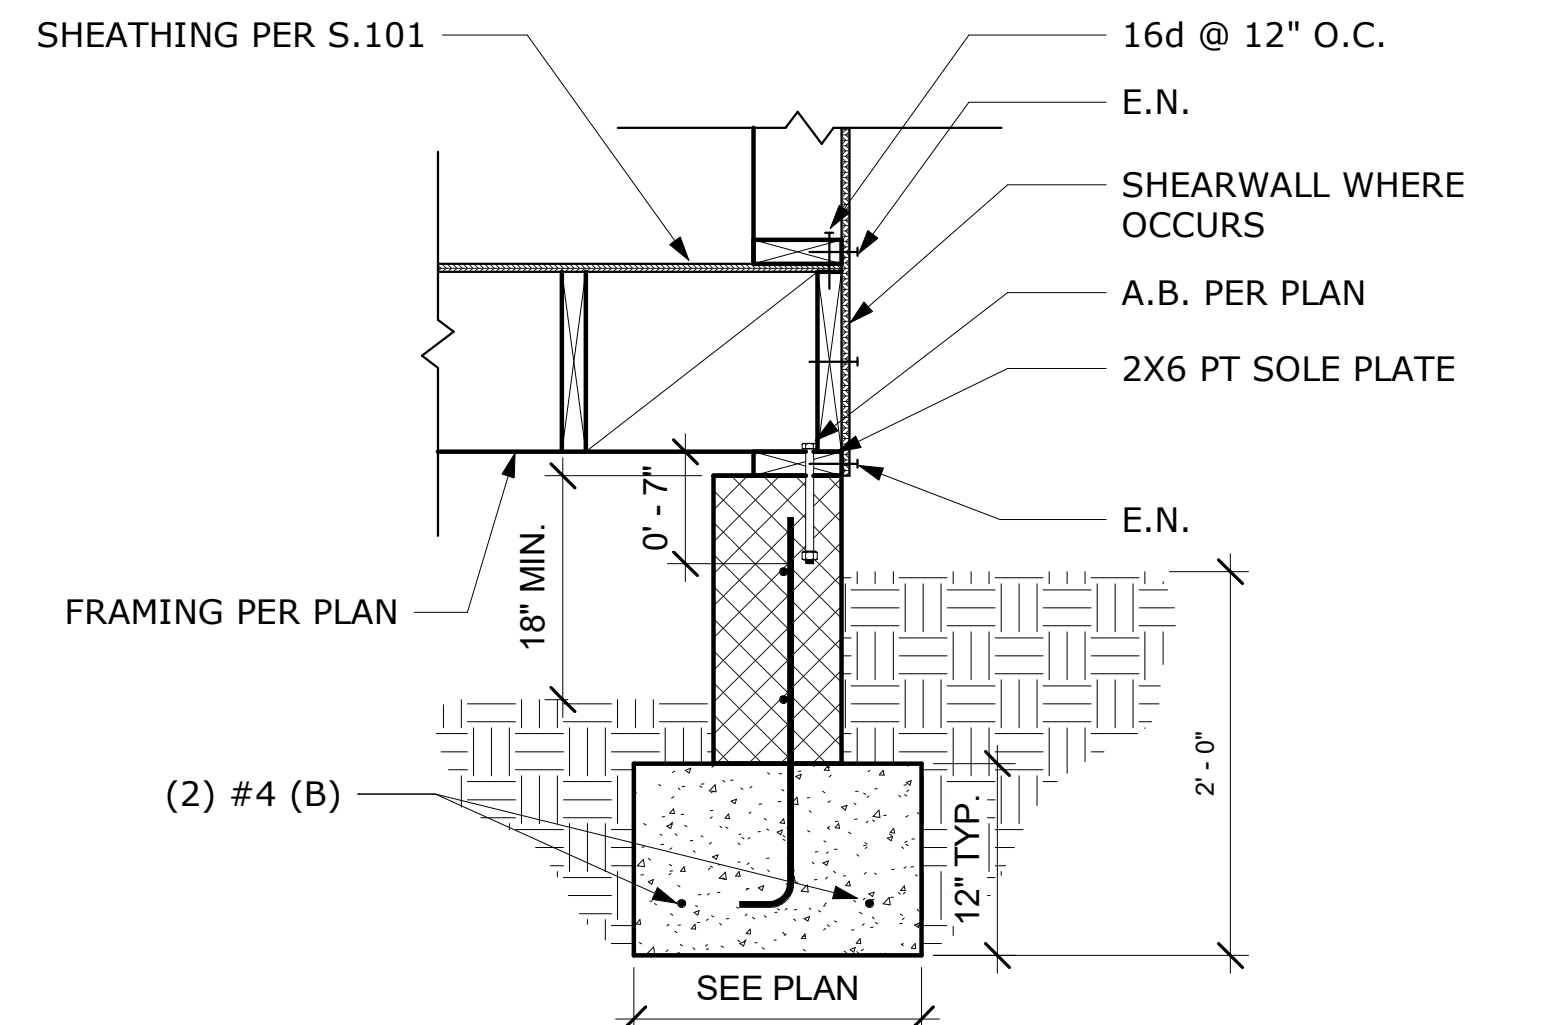 SHEATHING PER S.101
16d @ 12" O.C.
E.N.
SHEARWALL WHERE
OCCURS
A.B. PER PLAN
2X6 PT SOLE PLATE
0' - 7"
E.N.
18" MIN.
FRAMING PER PLAN
2' - 0"
(2) #4 (B)
12" TYP.
SEE PLAN